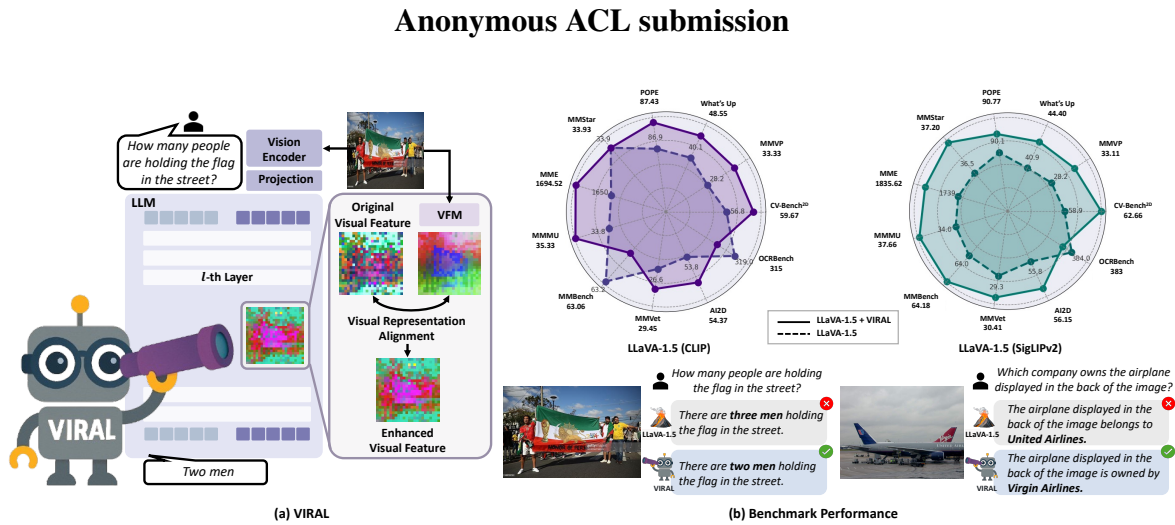 Anonymous ACL submission
How many people
are holding the flag
in the street?
Vision
Encoder
Projection
LLM
l-th Layer
Original
Visual Feature
VFM
Visual Representation
Alignment
Enhanced
Visual Feature
VIRAL
Two men
(a) VIRAL
POPE
87.43
What's Up
48.55
MMVP
33.33
CV-Bench²ᴰ
59.67
OCRBench
315
AI2D
54.37
MMVet
29.45
MMBench
63.06
MMMU
35.33
MME
1694.52
MMStar
33.93
86.9
40.1
28.2
56.8
319.0
53.8
26.6
63.2
33.8
1650
33.9
LLaVA-1.5 (CLIP)
LLaVA-1.5 + VIRAL
LLaVA-1.5
POPE
90.77
What's Up
44.40
MMVP
33.11
CV-Bench²ᴰ
62.66
OCRBench
383
AI2D
56.15
MMVet
30.41
MMBench
64.18
MMMU
37.66
MME
1835.62
MMStar
37.20
90.1
40.9
28.2
58.9
384.0
55.8
29.3
64.0
34.0
1739
36.5
LLaVA-1.5 (SigLIPv2)
How many people are holding
the flag in the street?
LLaVA-1.5
There are three men holding
the flag in the street.
VIRAL
There are two men holding
the flag in the street.
Which company owns the airplane
displayed in the back of the image?
LLaVA-1.5
The airplane displayed in the
back of the image belongs to
United Airlines.
VIRAL
The airplane displayed in the
back of the image is owned by
Virgin Airlines.
(b) Benchmark Performance